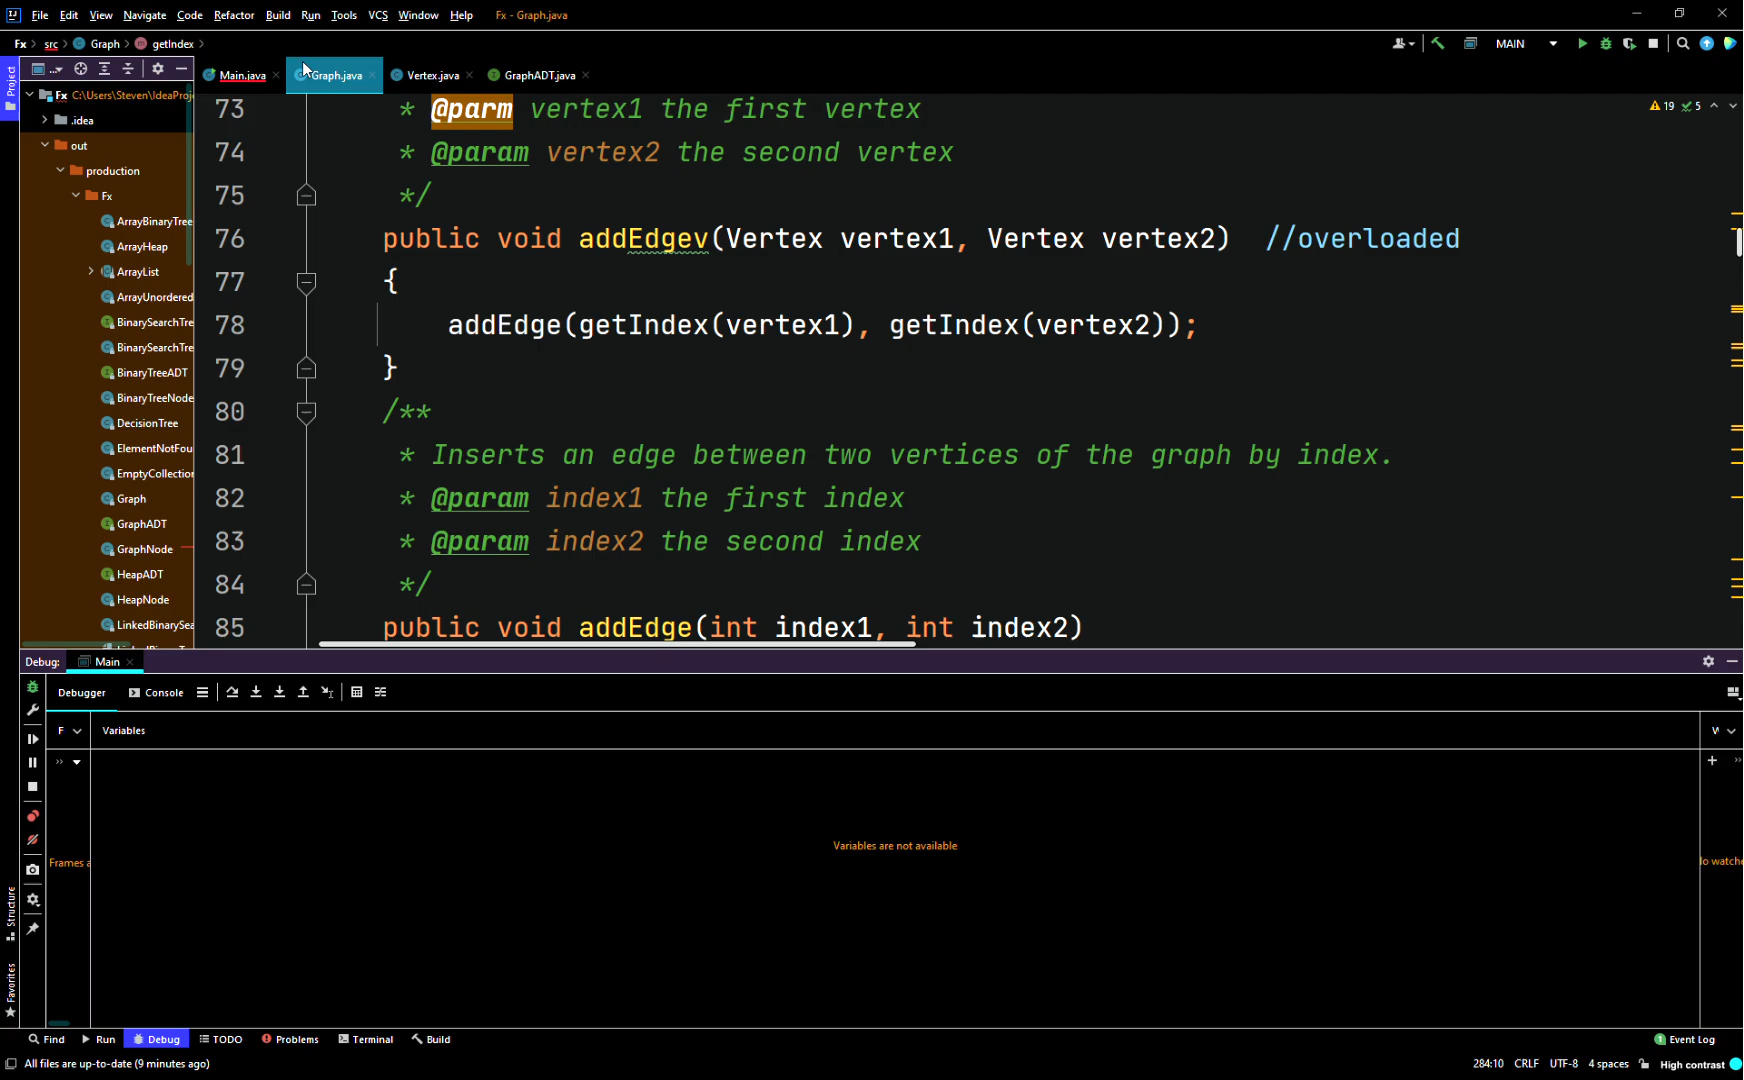 File Edit View Navigate Code Refactor Build Run Tools VCS Window Help Fx - Graph.java
Fx src Graph getIndex MAIN
Project
Main.java Graph.java Vertex.java GraphADT.java
Fx C:\Users\Steven\IdeaProj
.idea
out
production
Fx
ArrayBinaryTree
ArrayHeap
ArrayList
ArrayUnordered
BinarySearchTre
BinarySearchTre
BinaryTreeADT
BinaryTreeNode
DecisionTree
ElementNotFou
EmptyCollection
Graph
GraphADT
GraphNode
HeapADT
HeapNode
LinkedBinarySea
19 5
73 * @parm vertex1 the first vertex
74 * @param vertex2 the second vertex
75 */
76 public void addEdgev(Vertex vertex1, Vertex vertex2) //overloaded
77 {
78 addEdge(getIndex(vertex1), getIndex(vertex2));
79 }
80 /**
81 * Inserts an edge between two vertices of the graph by index.
82 * @param index1 the first index
83 * @param index2 the second index
84 */
85 public void addEdge(int index1, int index2)
Debug: Main
Debugger Console
F Variables
Frames a
Variables are not available
Structure
Favorites
Find Run Debug TODO Problems Terminal Build 1 Event Log
All files are up-to-date (9 minutes ago) 284:10 CRLF UTF-8 4 spaces High contrast